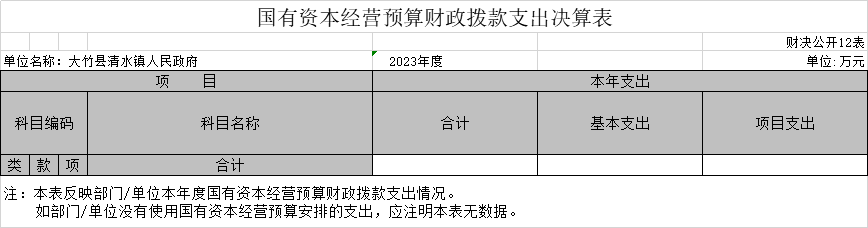 国有资本经营预算财政拨款支出决算表
财决公开12表
单位名称：大竹县清水镇人民政府 2023年度 单位:万元
项 目 本年支出
科目编码 科目名称 合计 基本支出 项目支出
类 款 项 合计
注：本表反映部门/单位本年度国有资本经营预算财政拨款支出情况。
如部门/单位没有使用国有资本经营预算安排的支出，应注明本表无数据。